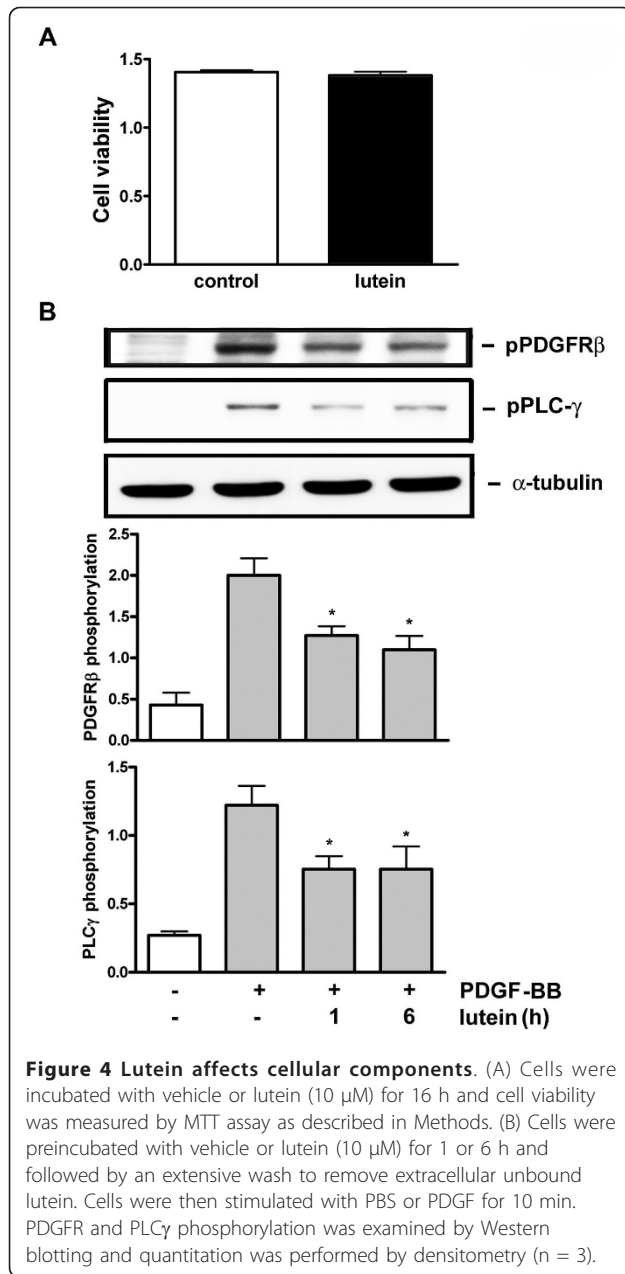 A
1.5
1.0
0.5
0.0
Cell viability
control lutein
B
– pPDGFRβ
– pPLC-γ
– α-tubulin
2.5
2.0
1.5
1.0
0.5
0.0
PDGFRβ phosphorylation
* *
1.5
1.0
0.5
0.0
PLCγ phosphorylation
* *
- + + + PDGF-BB
- - 1 6 lutein (h)
Figure 4 Lutein affects cellular components. (A) Cells were
incubated with vehicle or lutein (10 μM) for 16 h and cell viability
was measured by MTT assay as described in Methods. (B) Cells were
preincubated with vehicle or lutein (10 μM) for 1 or 6 h and
followed by an extensive wash to remove extracellular unbound
lutein. Cells were then stimulated with PBS or PDGF for 10 min.
PDGFR and PLCγ phosphorylation was examined by Western
blotting and quantitation was performed by densitometry (n = 3).